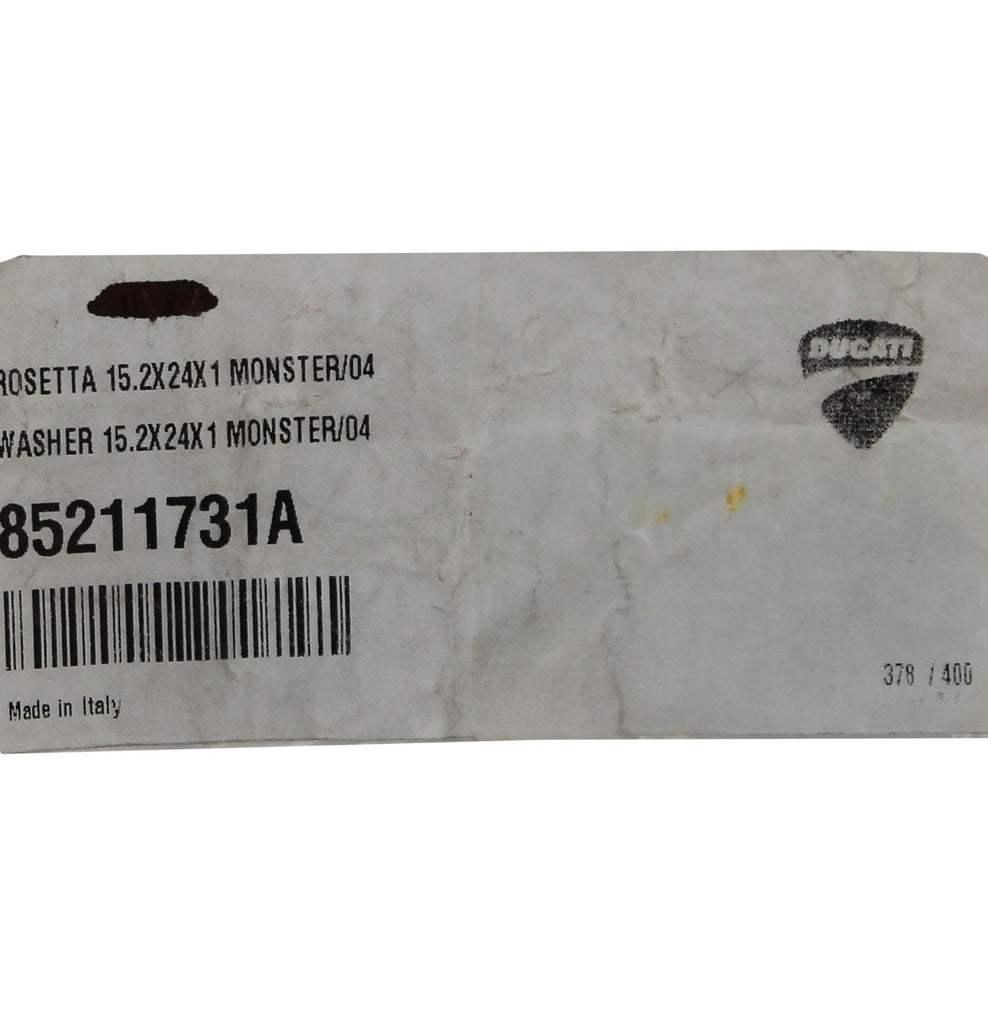 DUCATI
ROSETTA 15.2X24X1 MONSTER/04
WASHER 15.2X24X1 MONSTER/04
85211731A
378 / 400
Made in Italy